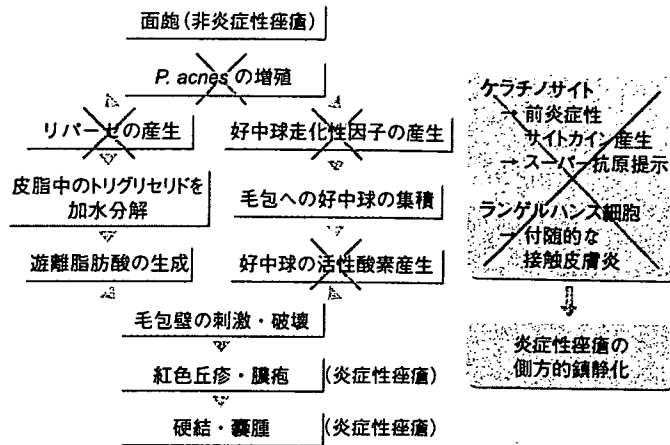 面皰(非炎症性痤瘡)
P. acnesの増殖
リパーゼの産生
好中球走化性因子の産生
皮脂中のトリグリセリドを
加水分解
毛包への好中球の集積
遊離脂肪酸の生成
好中球の活性酸素産生
毛包壁の刺激・破壊
紅色丘疹・膿疱 (炎症性痤瘡)
硬結・嚢腫 (炎症性痤瘡)
ケラチノサイト
→ 前炎症性
サイトカイン産生
→ スーパー抗原提示
ランゲルハンス細胞
→ 付随的な
接触皮膚炎
炎症性痤瘡の
側方的鎮静化